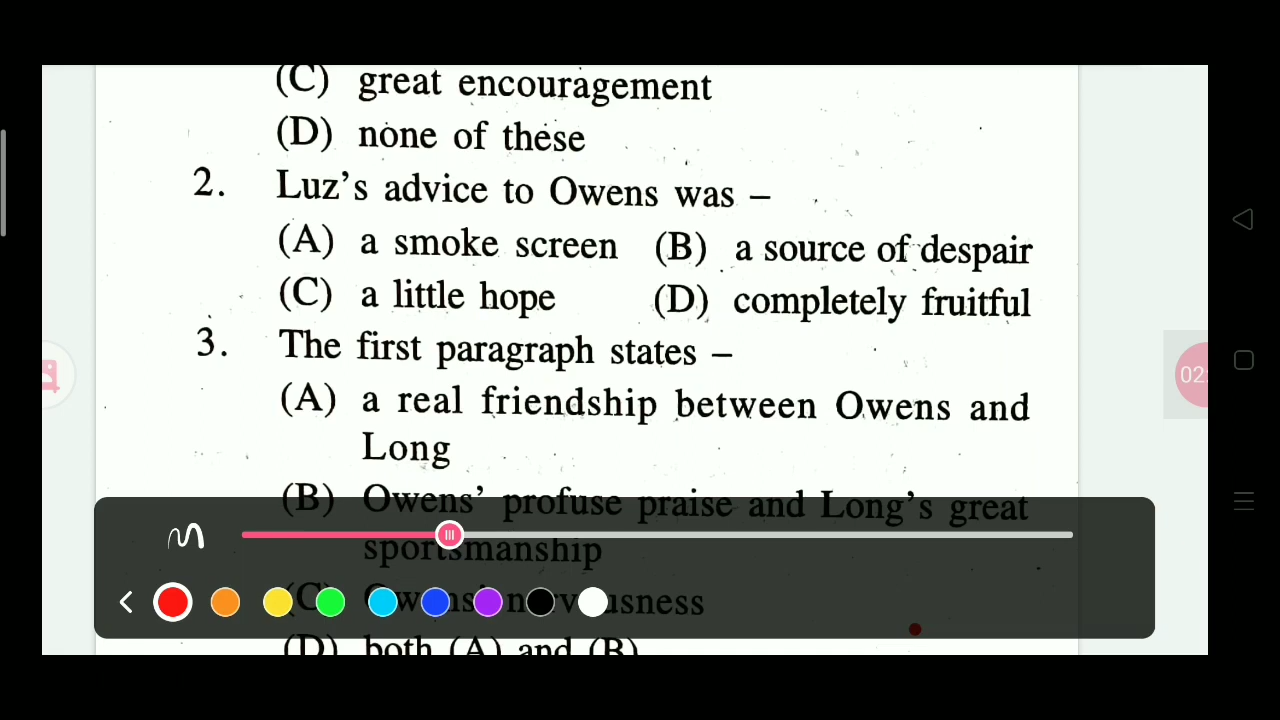 (C) great encouragement
(D) none of these
2. Luz's advice to Owens was –
(A) a smoke screen (B) a source of despair
(C) a little hope (D) completely fruitful
3. The first paragraph states –
(A) a real friendship between Owens and
Long
(B) Owens' profuse praise and Long's great
sportsmanship
(C) Owens' nervousness
(D) both (A) and (B)
02: